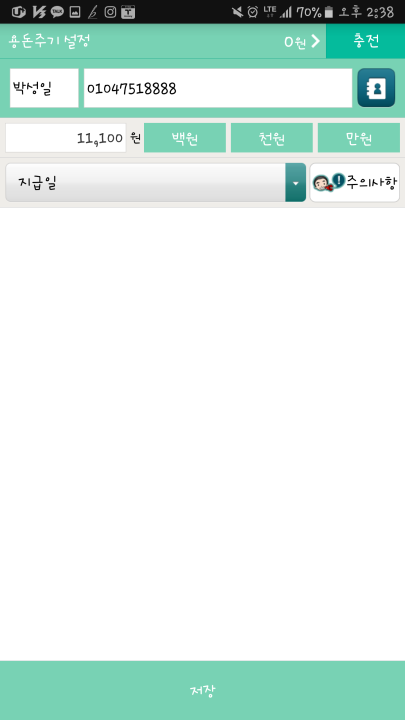 LTE 70% 오후 2:38
용돈주기 설정 0원 충전
박성일 01047518888
11,100 원 백원 천원 만원
지급일 주의사항
저장